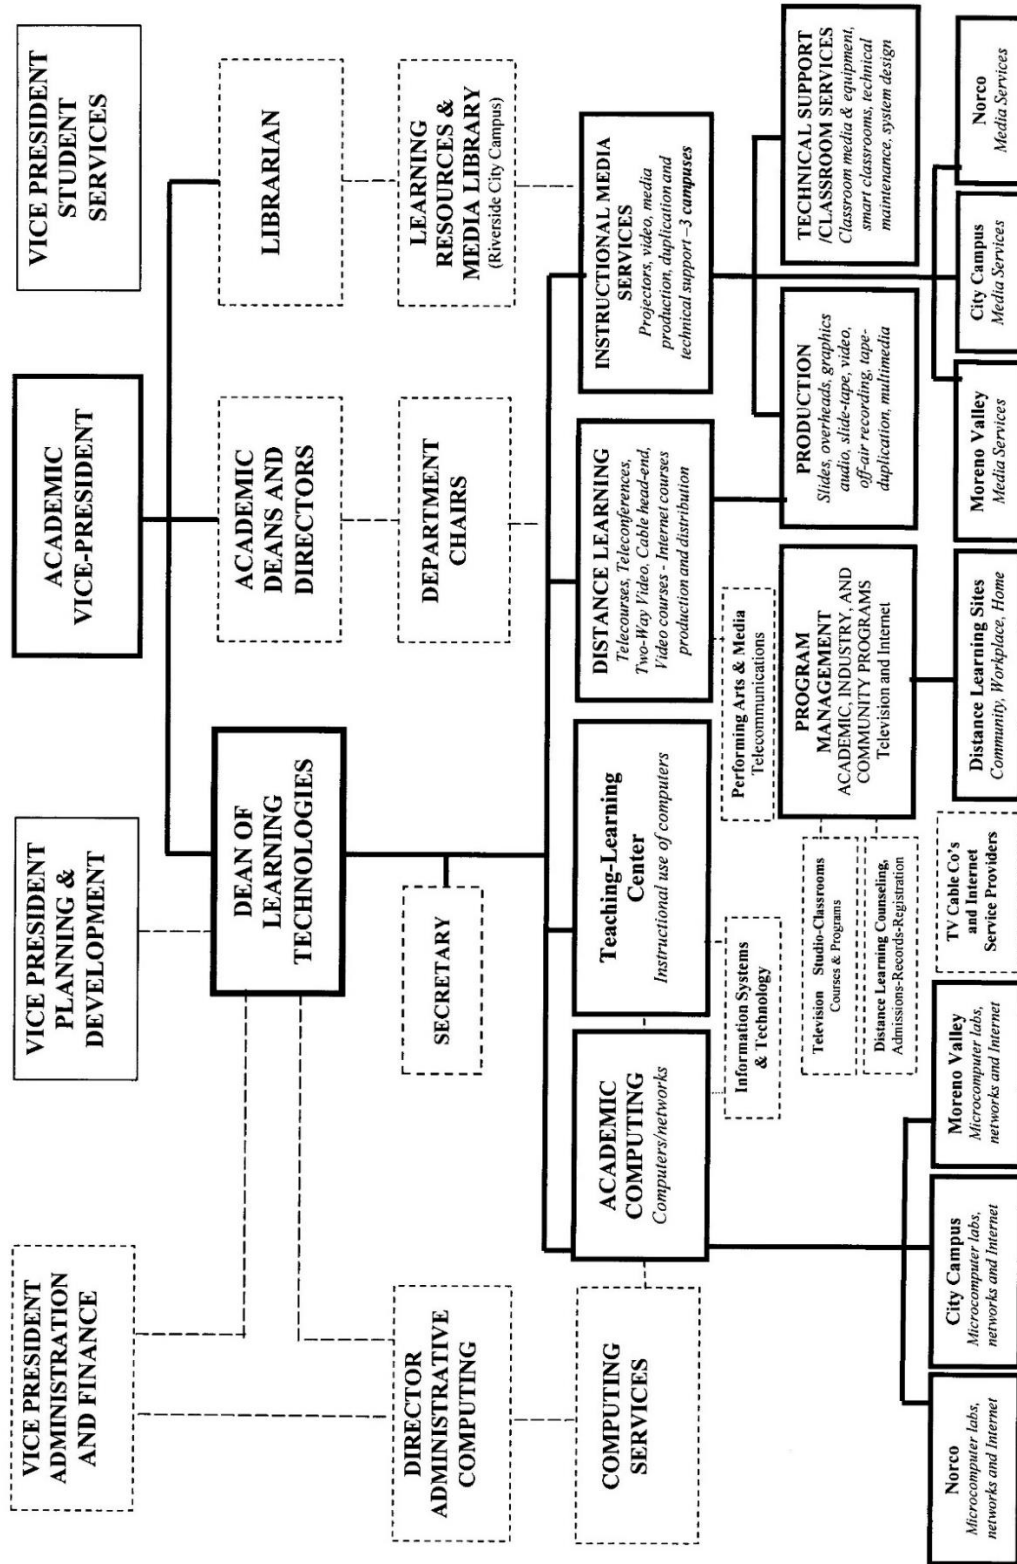 VICE PRESIDENT
ADMINISTRATION
AND FINANCE
VICE PRESIDENT
PLANNING &
DEVELOPMENT
ACADEMIC
VICE-PRESIDENT
VICE PRESIDENT
STUDENT
SERVICES
DEAN OF
LEARNING
TECHNOLOGIES
ACADEMIC
DEANS AND
DIRECTORS
LIBRARIAN
DIRECTOR
ADMINISTRATIVE
COMPUTING
SECRETARY
DEPARTMENT
CHAIRS
LEARNING
RESOURCES &
MEDIA LIBRARY
(Riverside City Campus)
COMPUTING
SERVICES
ACADEMIC
COMPUTING
Computers/networks
Teaching-Learning
Center
Instructional use of computers
DISTANCE LEARNING
Telecourses, Teleconferences,
Two-Way Video, Cable head-end,
Video courses - Internet courses
production and distribution
INSTRUCTIONAL MEDIA
SERVICES
Projectors, video, media
production, duplication and
technical support –3 campuses
Information Systems
& Technology
Performing Arts & Media
Telecommunications
Television Studio-Classrooms
Courses & Programs
Distance Learning Counseling,
Admissions-Records-Registration
PROGRAM
MANAGEMENT
ACADEMIC, INDUSTRY, AND
COMMUNITY PROGRAMS
Television and Internet
PRODUCTION
Slides, overheads, graphics
audio, slide-tape, video,
off-air recording, tape-
duplication, multimedia
TECHNICAL SUPPORT
/CLASSROOM SERVICES
Classroom media & equipment,
smart classrooms, technical
maintenance, system design
Norco
Microcomputer labs,
networks and Internet
City Campus
Microcomputer labs,
networks and Internet
Moreno Valley
Microcomputer labs,
networks and Internet
TV Cable Co's
and Internet
Service Providers
Distance Learning Sites
Community, Workplace, Home
Moreno Valley
Media Services
City Campus
Media Services
Norco
Media Services